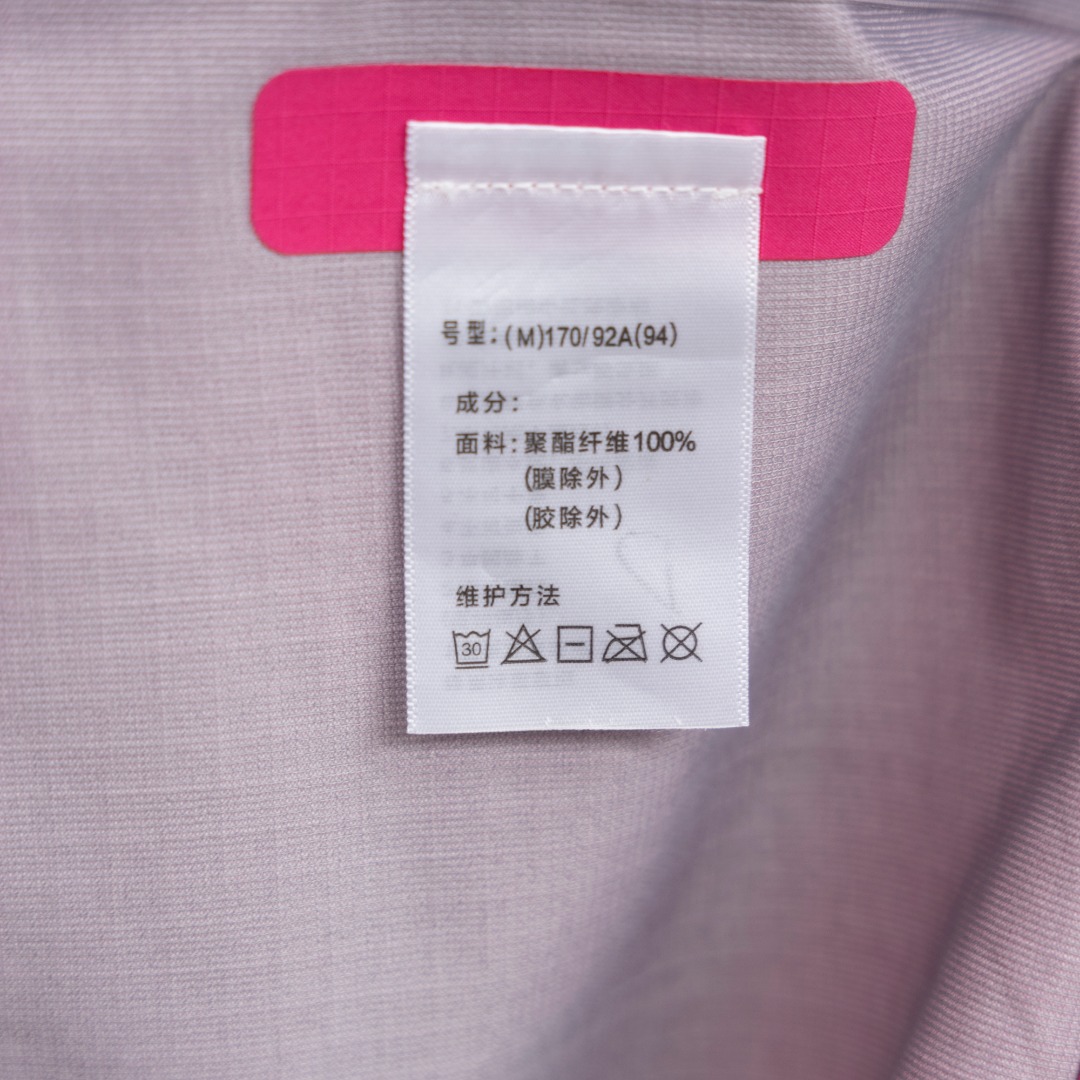 号型：(M)170/92A(94)
成分：
面料：聚酯纤维100%
(膜除外)
(胶除外)
维护方法
30